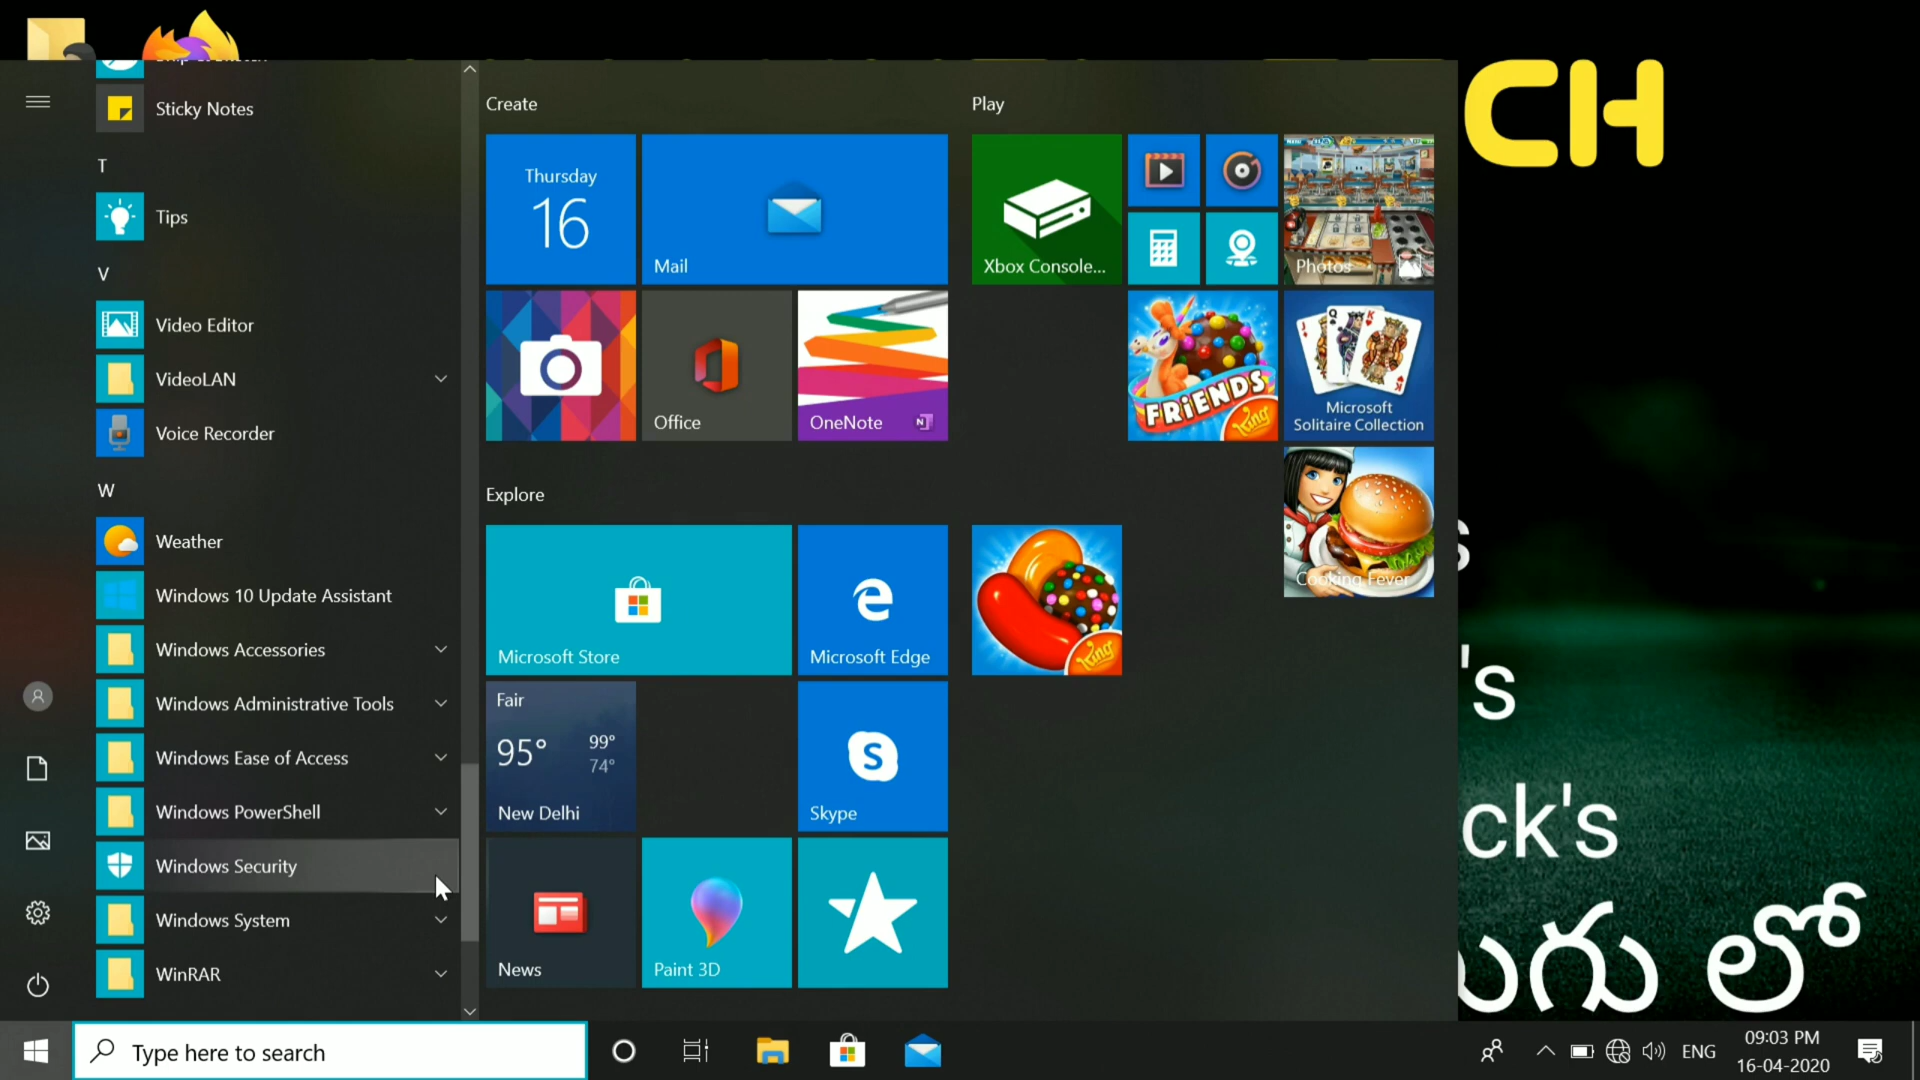 CH
Sticky Notes
T
Tips
V
Video Editor
VideoLAN
Voice Recorder
W
Weather
Windows 10 Update Assistant
Windows Accessories
Windows Administrative Tools
Windows Ease of Access
Windows PowerShell
Windows Security
Windows System
WinRAR
Create
Thursday
16
Mail
Office
OneNote
N
Explore
Microsoft Store
Microsoft Edge
Fair
95° 99°
74°
New Delhi
S
Skype
News
Paint 3D
Play
Xbox Console...
Photos
FRIENDS
King
J Q K
Microsoft
Solitaire Collection
Cooking Fever
King
's
ck's
గు లో
Type here to search
ENG
09:03 PM
16-04-2020